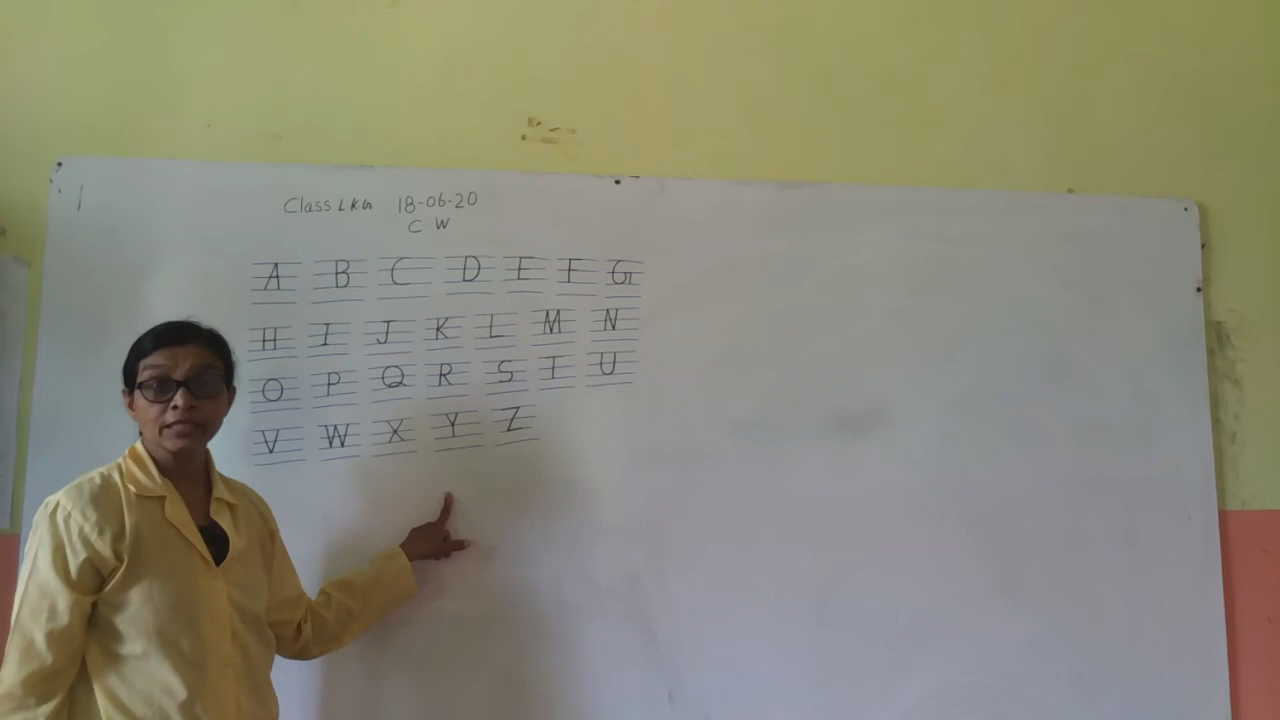 Class LKG 18-06-20
C W
A B C D E F G
H I J K L M N
O P Q R S T U
V W X Y Z